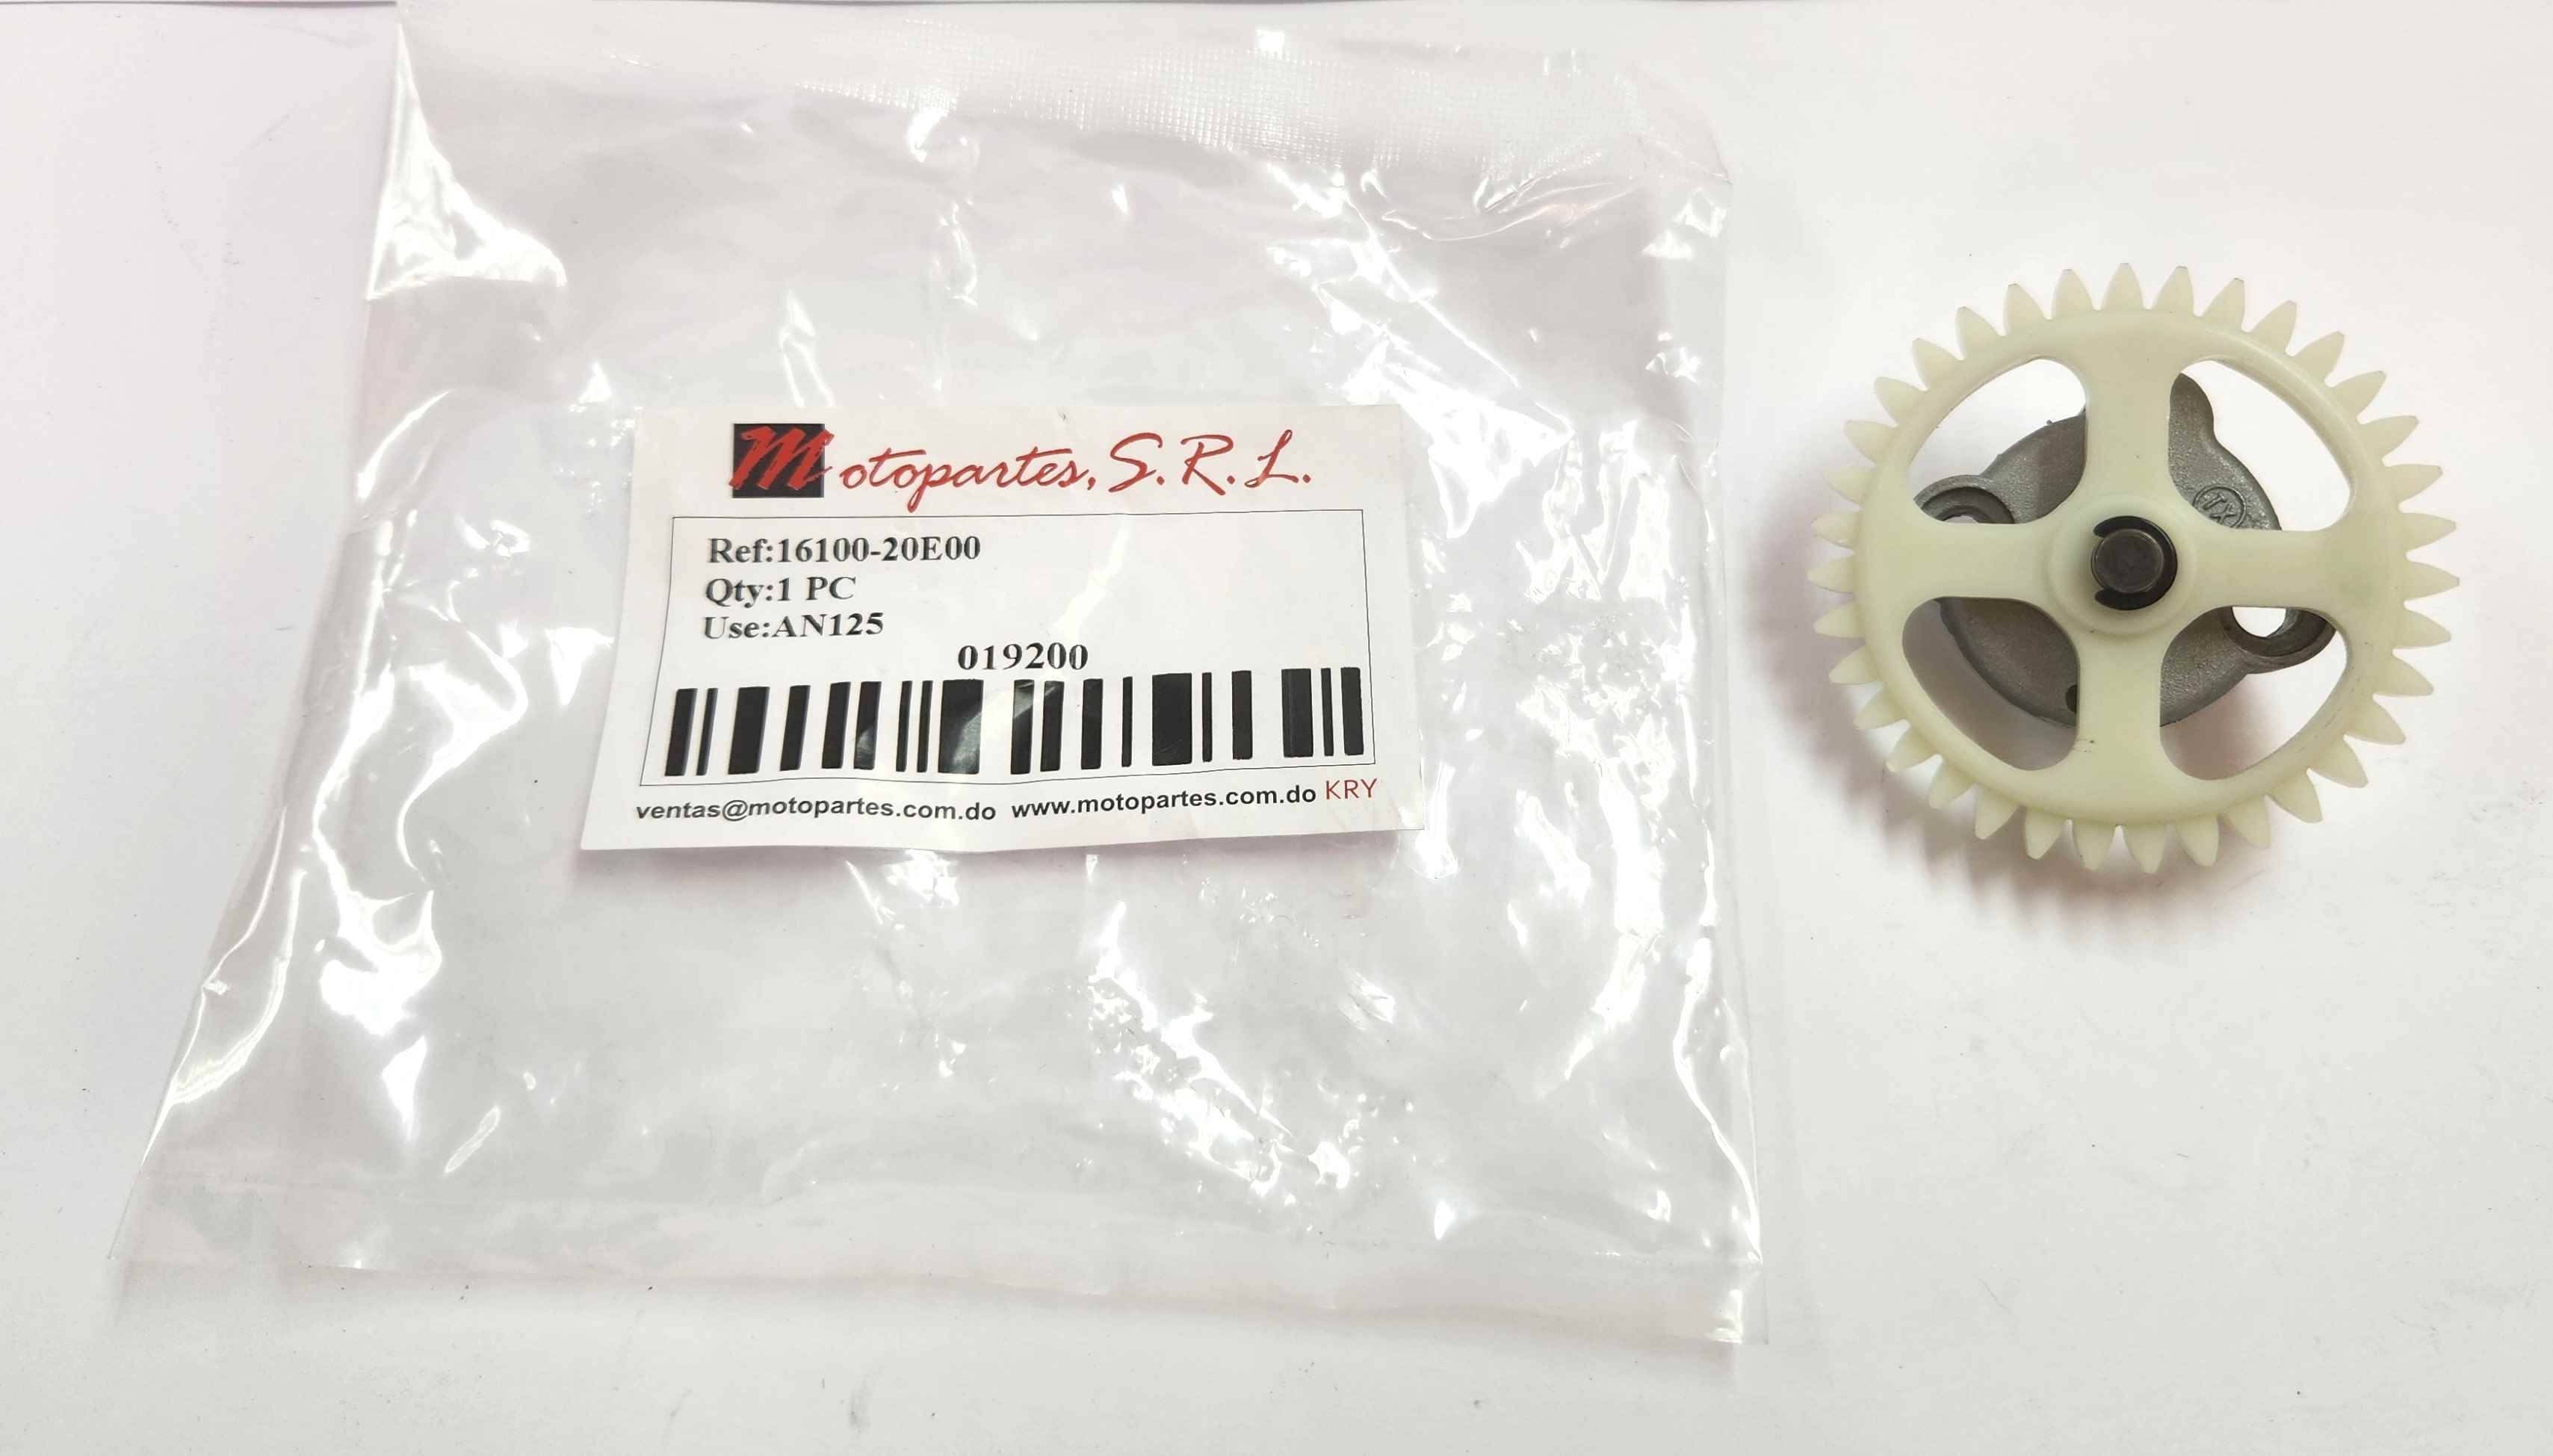 Motopartes, S.R.L.
Ref:16100-20E00
Qty:1 PC
Use:AN125
019200
ventas@motopartes.com.do www.motopartes.com.do KRY
TX